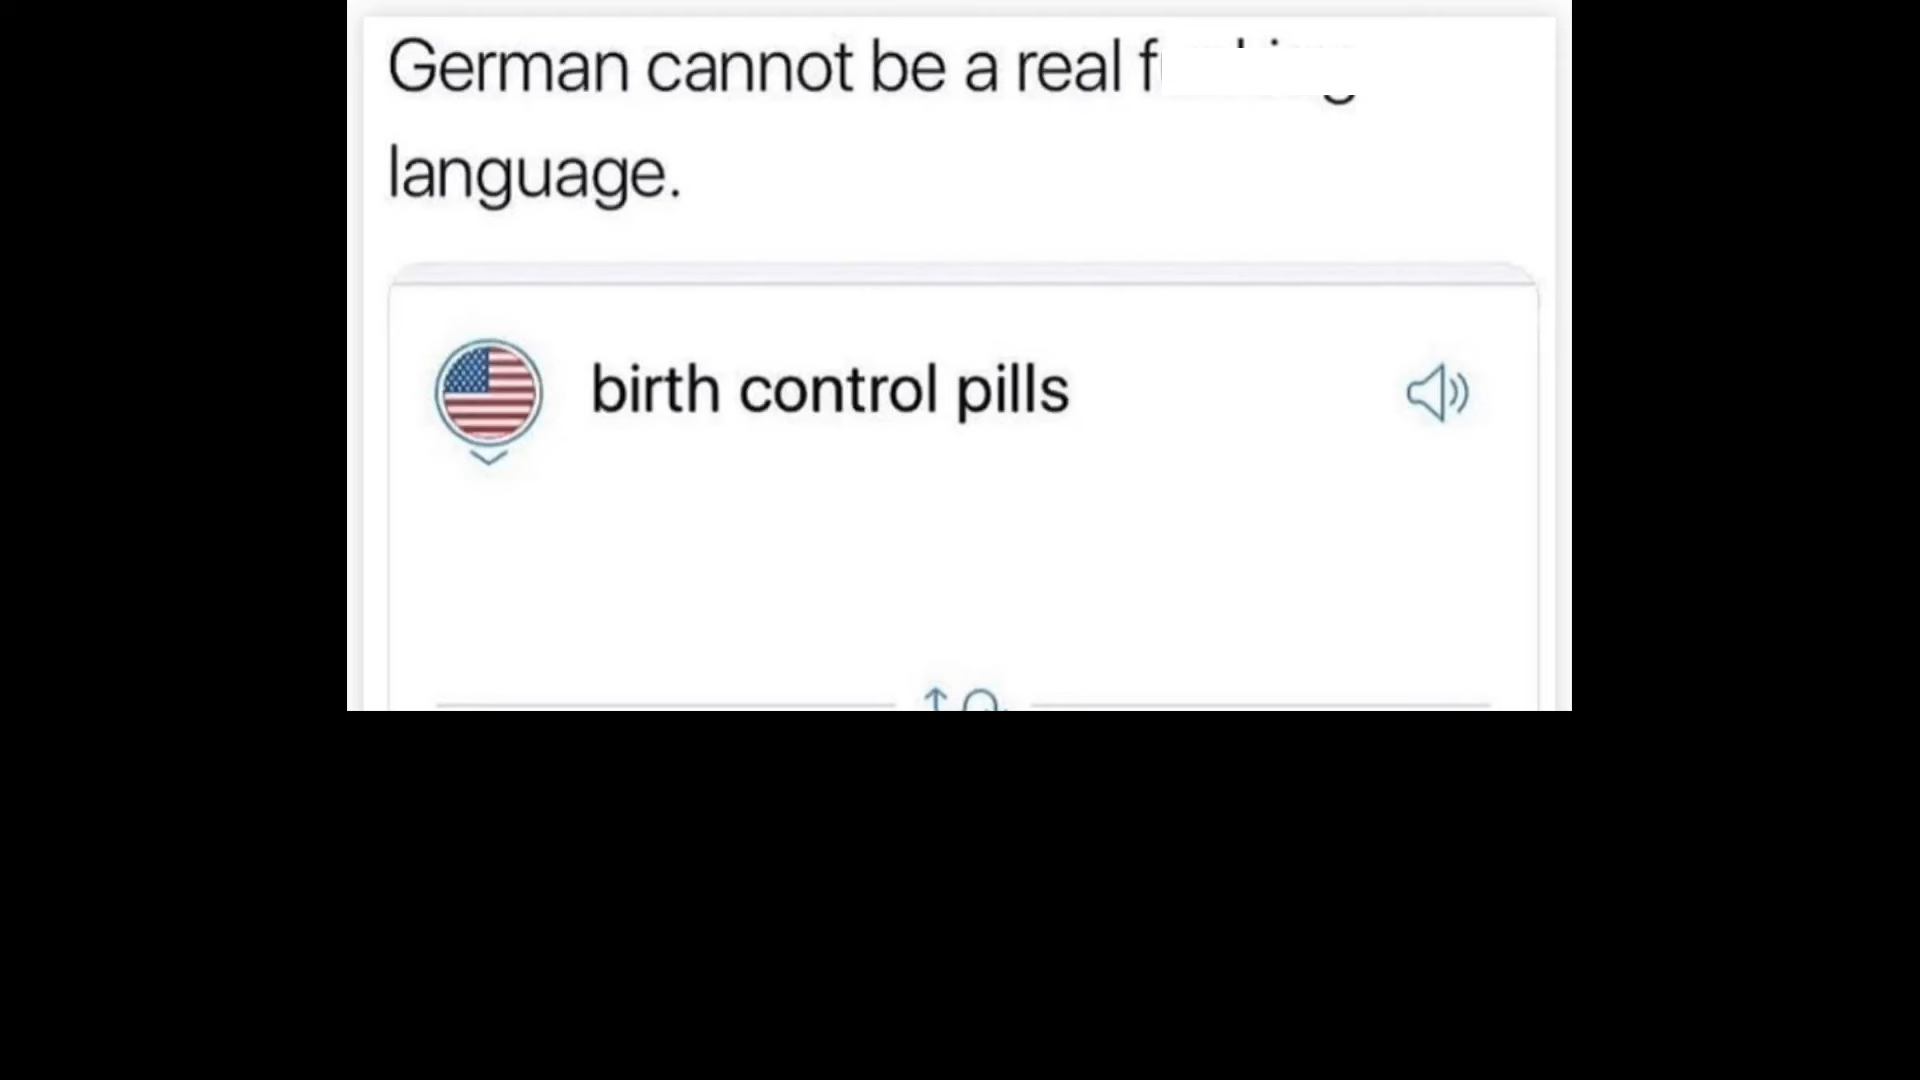 German cannot be a real
language.
birth control pills